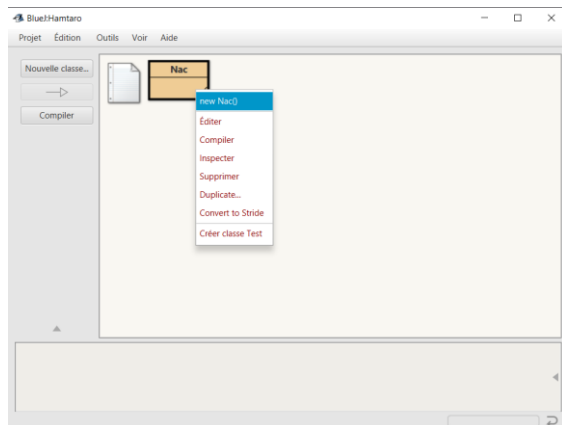 BlueJ:Hamtaro
Projet Édition Outils Voir Aide
Nouvelle classe...
Compiler
Nac
new Nac()
Éditer
Compiler
Inspecter
Supprimer
Duplicate...
Convert to Stride
Créer classe Test